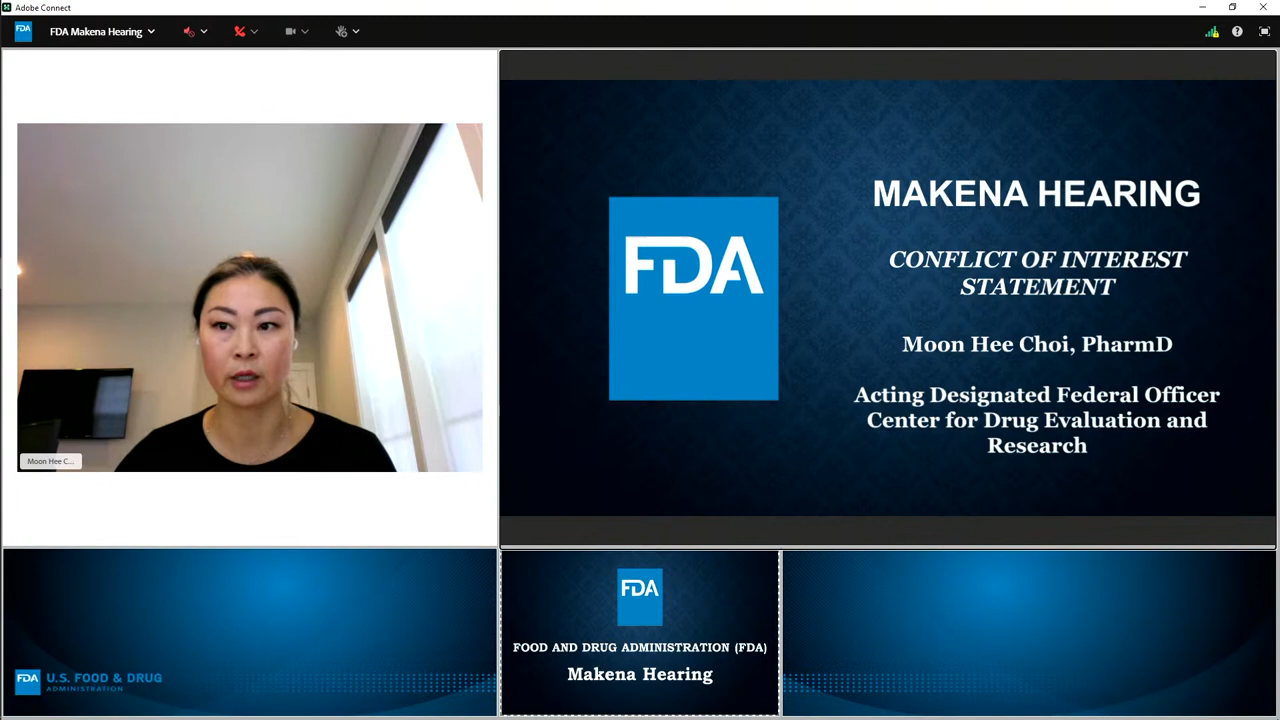 Adobe Connect
FDA
FDA Makena Hearing
FDA
MAKENA HEARING
CONFLICT OF INTEREST
STATEMENT
Moon Hee Choi, PharmD
Acting Designated Federal Officer
Center for Drug Evaluation and
Research
Moon Hee C...
FDA
U.S. FOOD & DRUG
ADMINISTRATION
FDA
FOOD AND DRUG ADMINISTRATION (FDA)
Makena Hearing